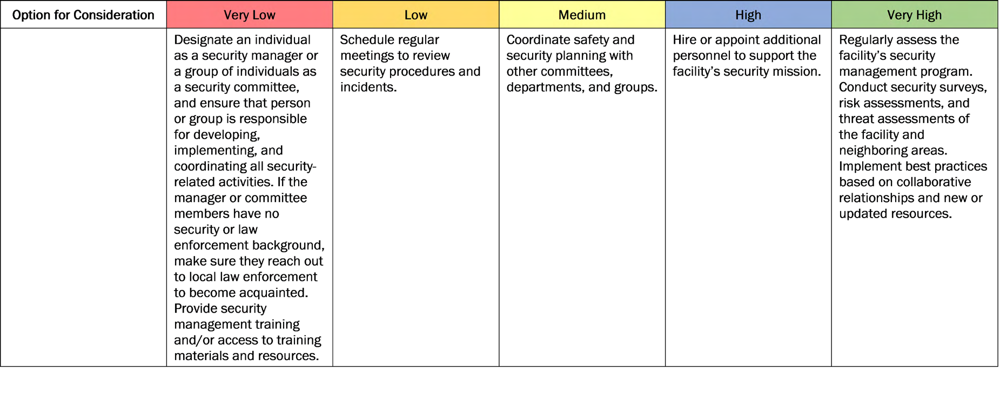 Option for Consideration
Very Low
Low
Medium
High
Very High
Designate an individual
as a security manager or
a group of individuals as
a security committee,
and ensure that person
or group is responsible
for developing,
implementing, and
coordinating all security-
related activities. If the
manager or committee
members have no
security or law
enforcement background,
make sure they reach out
to local law enforcement
to become acquainted.
Provide security
management training
and/or access to training
materials and resources.
Schedule regular
meetings to review
security procedures and
incidents.
Coordinate safety and
security planning with
other committees,
departments, and groups.
Hire or appoint additional
personnel to support the
facility’s security mission.
Regularly assess the
facility’s security
management program.
Conduct security surveys,
risk assessments, and
threat assessments of
the facility and
neighboring areas.
Implement best practices
based on collaborative
relationships and new or
updated resources.